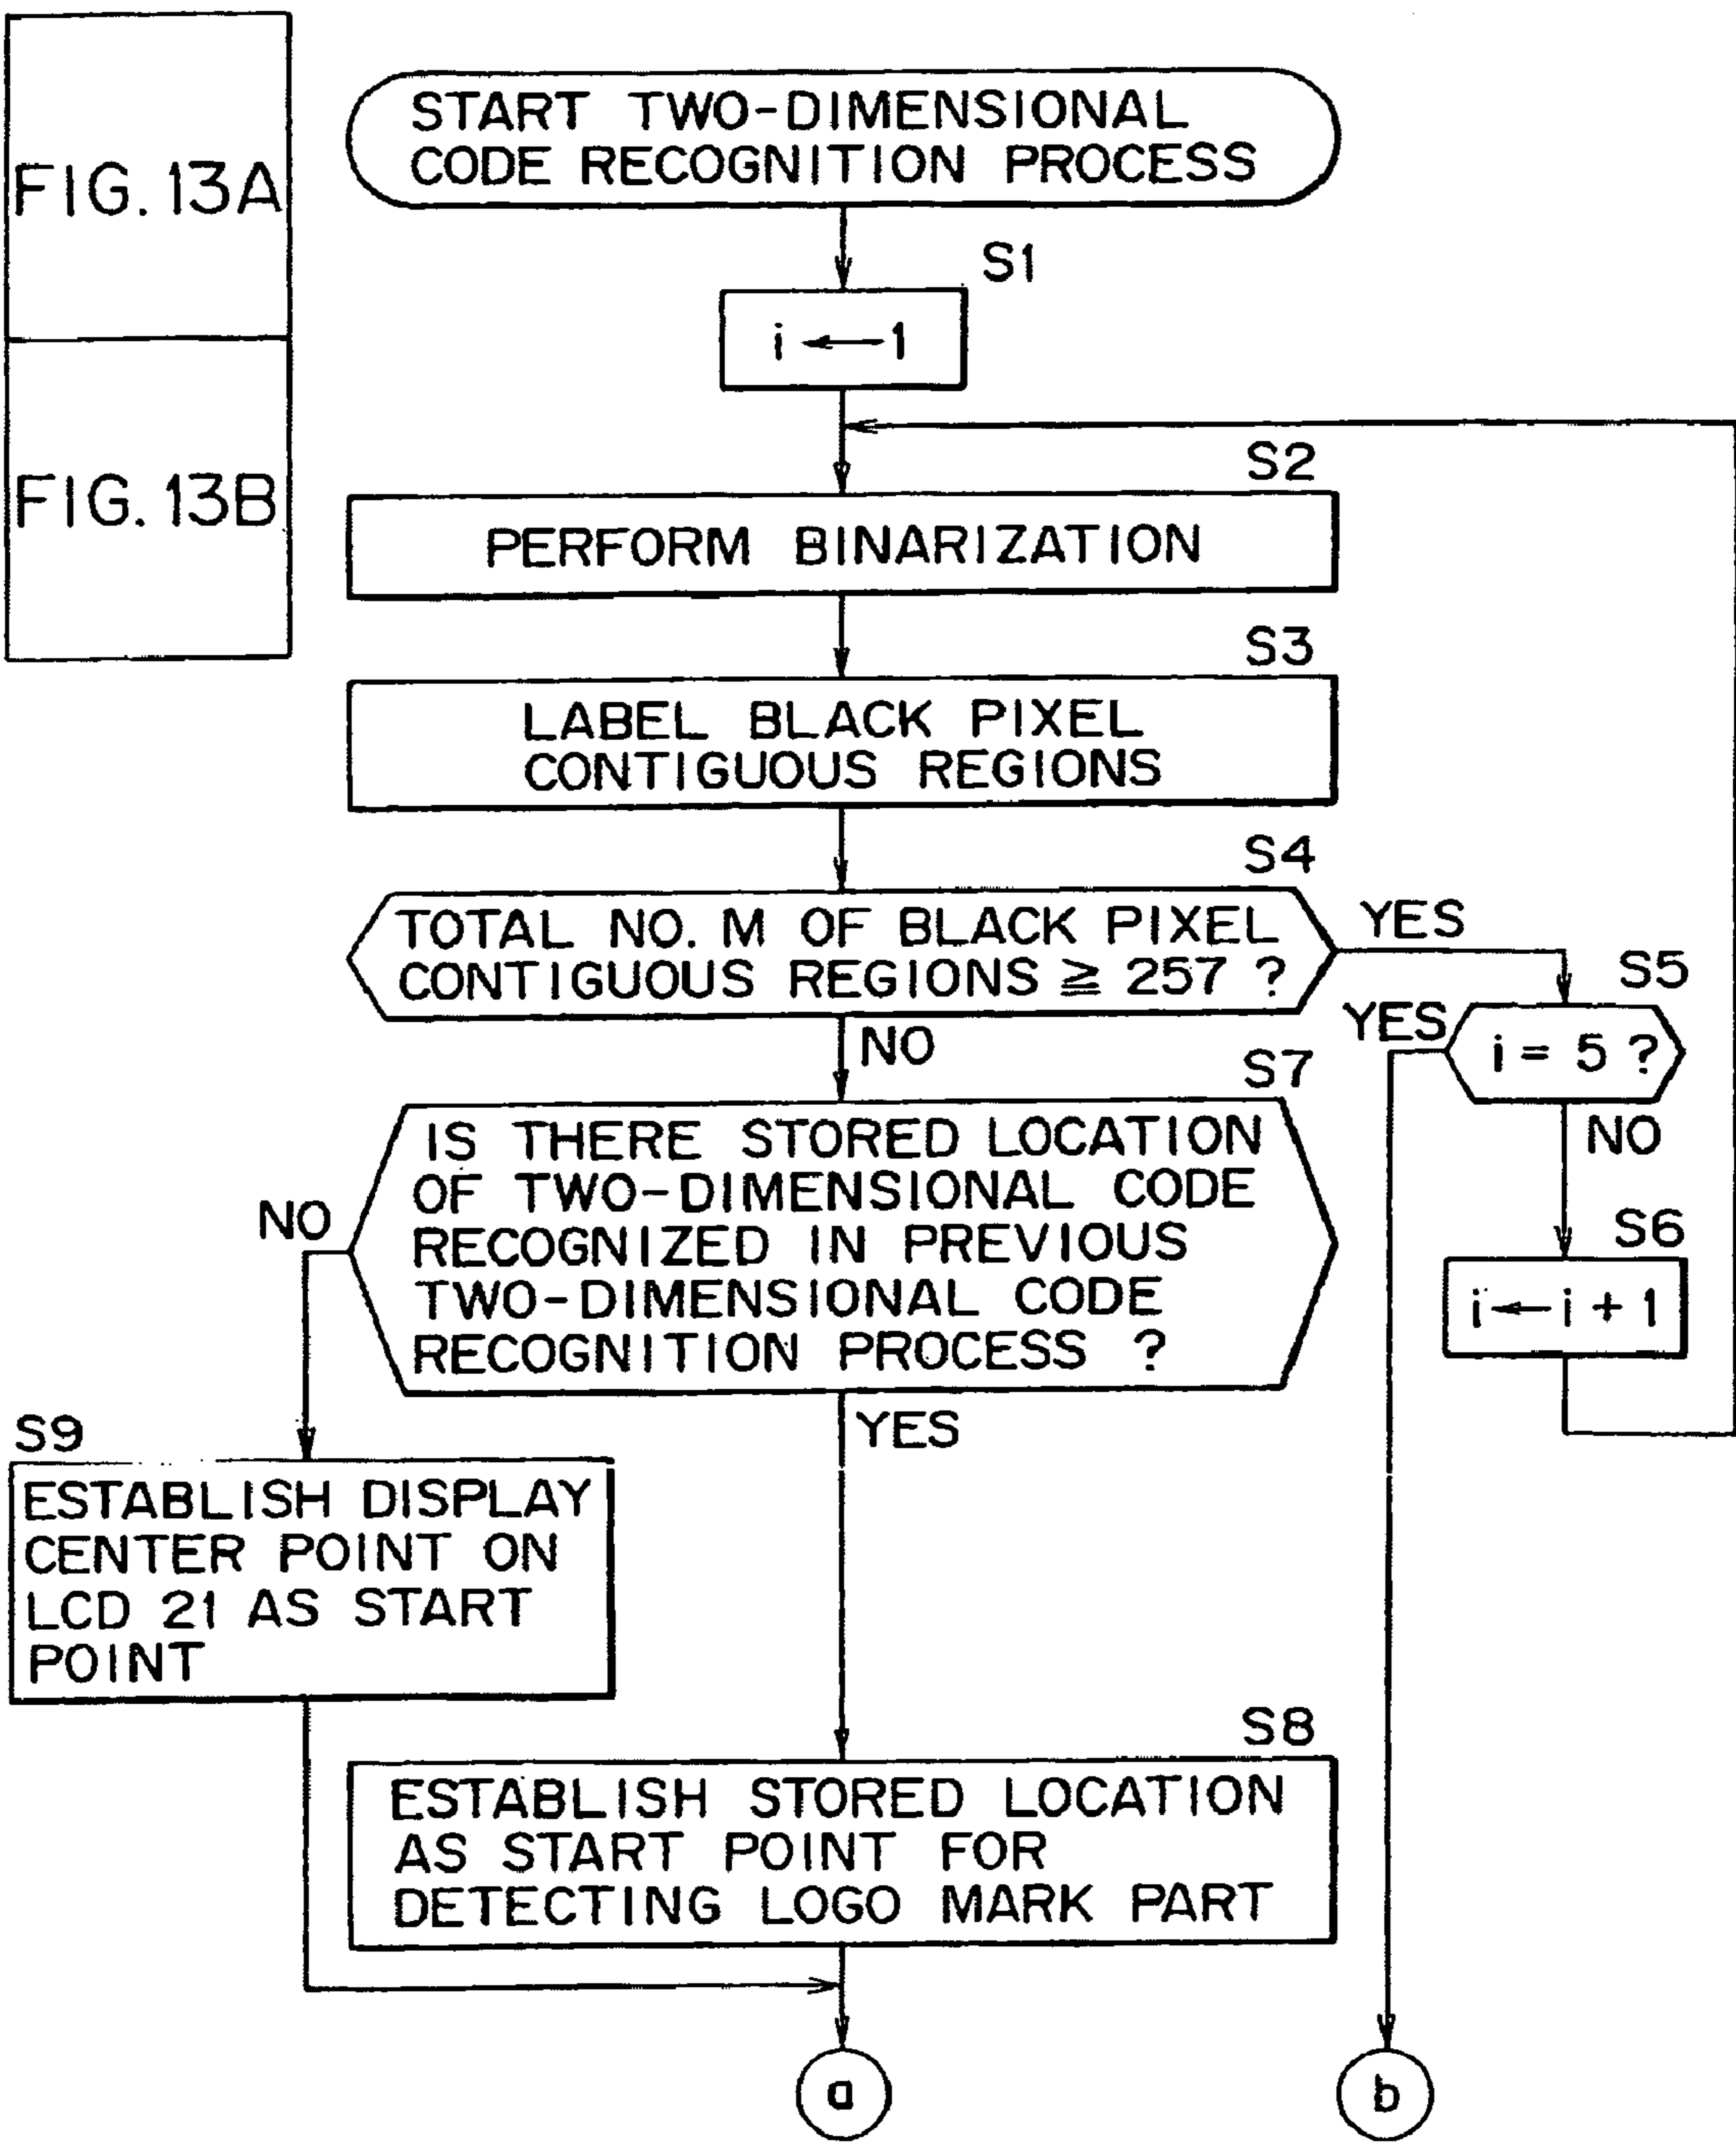 FIG. 13A
FIG. 13B
START TWO-DIMENSIONAL
CODE RECOGNITION PROCESS
S1
i ← 1
S2
PERFORM BINARIZATION
S3
LABEL BLACK PIXEL
CONTIGUOUS REGIONS
S4
TOTAL NO. M OF BLACK PIXEL
CONTIGUOUS REGIONS ≧ 257 ?
YES
NO
S5
i = 5 ?
YES
NO
S6
i ← i + 1
S7
IS THERE STORED LOCATION
OF TWO-DIMENSIONAL CODE
RECOGNIZED IN PREVIOUS
TWO-DIMENSIONAL CODE
RECOGNITION PROCESS ?
NO
YES
S9
ESTABLISH DISPLAY
CENTER POINT ON
LCD 21 AS START
POINT
S8
ESTABLISH STORED LOCATION
AS START POINT FOR
DETECTING LOGO MARK PART
a
b